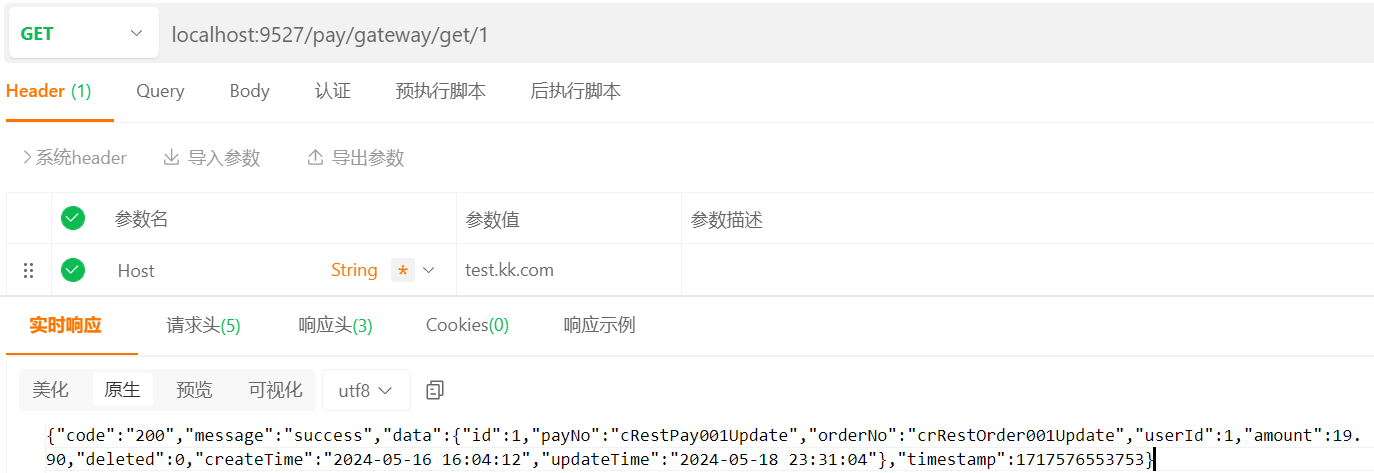 GET localhost:9527/pay/gateway/get/1
Header (1) Query Body 认证 预执行脚本 后执行脚本
系统header 导入参数 导出参数
参数名 参数值 参数描述
Host String * test.kk.com
实时响应 请求头(5) 响应头(3) Cookies(0) 响应示例
美化 原生 预览 可视化 utf8
{"code":"200","message":"success","data":{"id":1,"payNo":"cRestPay001Update","orderNo":"crRestOrder001Update","userId":1,"amount":19.
90,"deleted":0,"createTime":"2024-05-16 16:04:12","updateTime":"2024-05-18 23:31:04"},"timestamp":1717576553753}